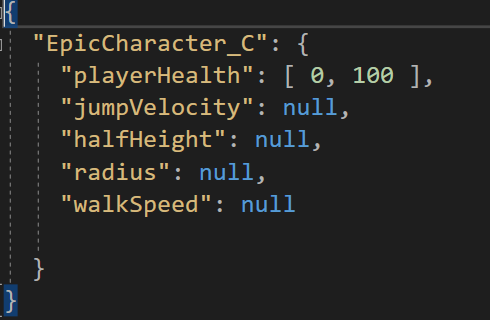 {
"EpicCharacter_C": {
"playerHealth": [ 0, 100 ],
"jumpVelocity": null,
"halfHeight": null,
"radius": null,
"walkSpeed": null
}
}